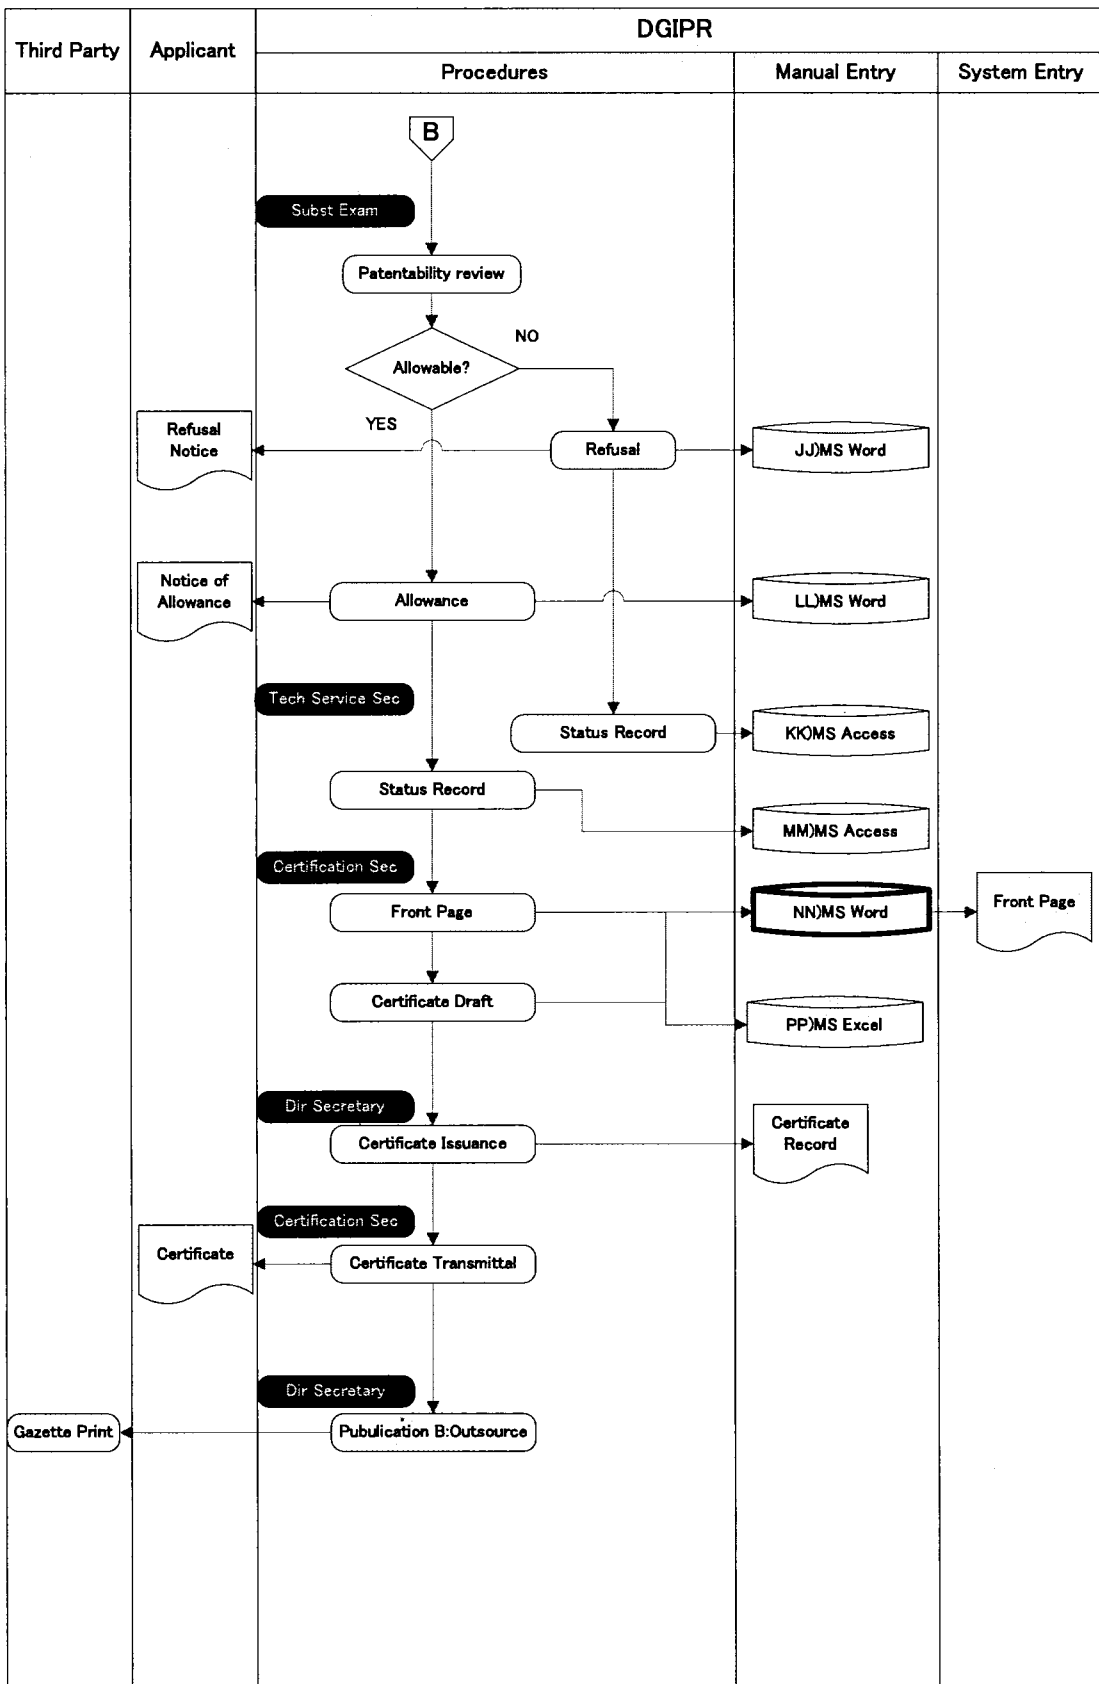 DGIPR
Third Party
Applicant
Procedures
Manual Entry
System Entry
B
Subst Exam
Patentability review
NO
Allowable?
YES
Refusal
Notice
Refusal
JJ)MS Word
Notice of
Allowance
Allowance
LL)MS Word
Tech Service Sec
Status Record
KK)MS Access
Status Record
MM)MS Access
Certification Sec
Front Page
NN)MS Word
Front Page
Certificate Draft
PP)MS Excel
Dir Secretary
Certificate Issuance
Certificate
Record
Certification Sec
Certificate
Certificate Transmittal
Dir Secretary
Gazette Print
Pubulication B:Outsource